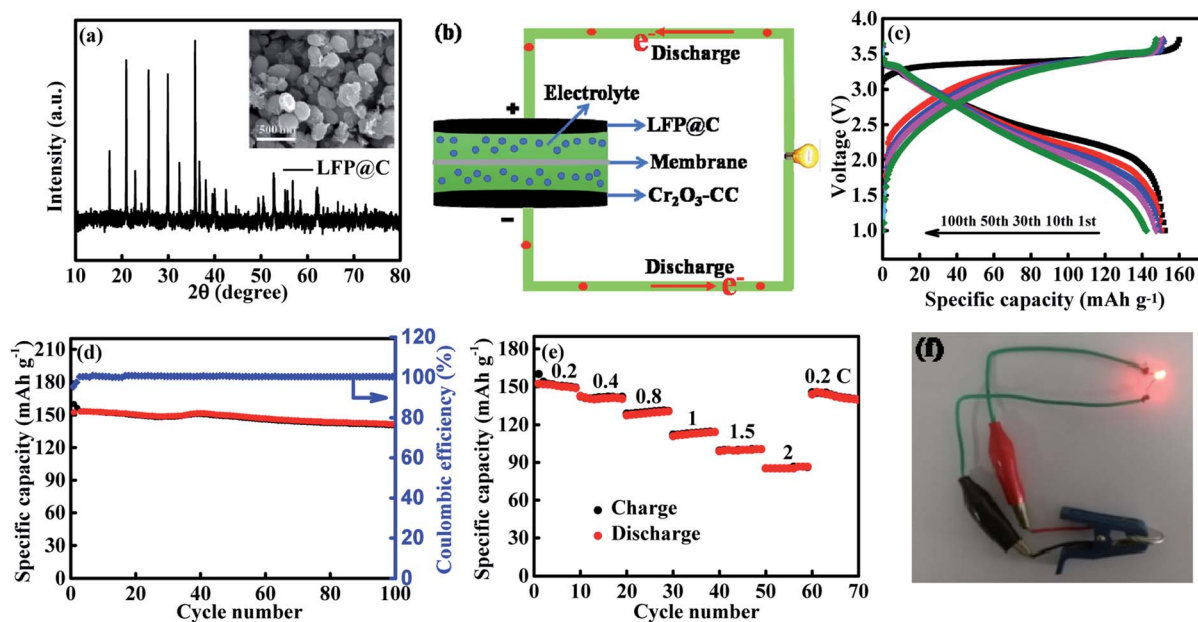 (a)
Intensity (a.u.)
500 nm
LFP@C
10 20 30 40 50 60 70 80
2θ (degree)
(b)
e-
Discharge
+
Electrolyte
LFP@C
Membrane
Cr2O3-CC
−
Discharge
e-
(c)
Voltage (V)
4.0
3.5
3.0
2.5
2.0
1.5
1.0
100th 50th 30th 10th 1st
0 20 40 60 80 100 120 140 160
Specific capacity (mAh g-1)
(d)
Specific capacity (mAh g-1)
210
180
150
120
90
60
30
0
0 20 40 60 80 100
Cycle number
120
100
80
60
40
20
0
Coulombic efficiency (%)
(e)
Specific capacity (mAh g-1)
180
150
120
90
60
30
0
0.2
0.4
0.8
1
1.5
2
0.2 C
Charge
Discharge
0 10 20 30 40 50 60 70
Cycle number
(f)